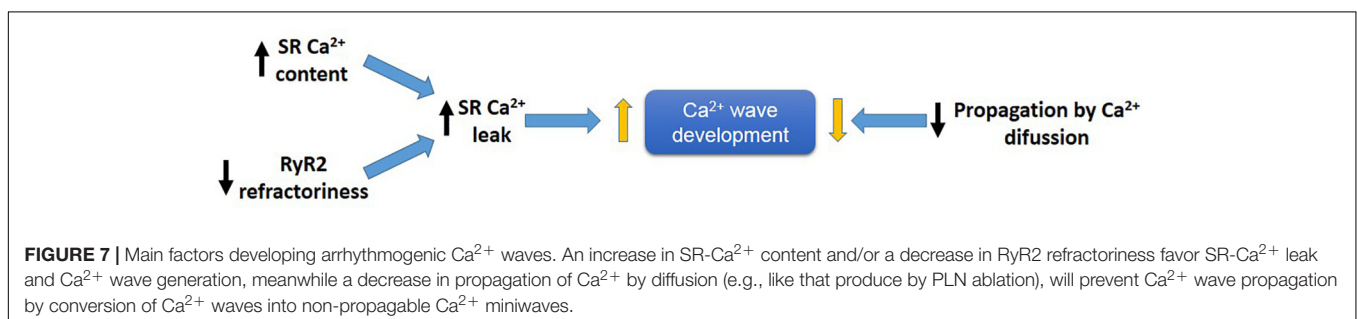 SR Ca²⁺
content
SR Ca²⁺
leak
RyR2
refractoriness
Ca²⁺ wave
development
Propagation by Ca²⁺
difussion
FIGURE 7 | Main factors developing arrhythmogenic Ca²⁺ waves. An increase in SR-Ca²⁺ content and/or a decrease in RyR2 refractoriness favor SR-Ca²⁺ leak
and Ca²⁺ wave generation, meanwhile a decrease in propagation of Ca²⁺ by diffusion (e.g., like that produce by PLN ablation), will prevent Ca²⁺ wave propagation
by conversion of Ca²⁺ waves into non-propagable Ca²⁺ miniwaves.